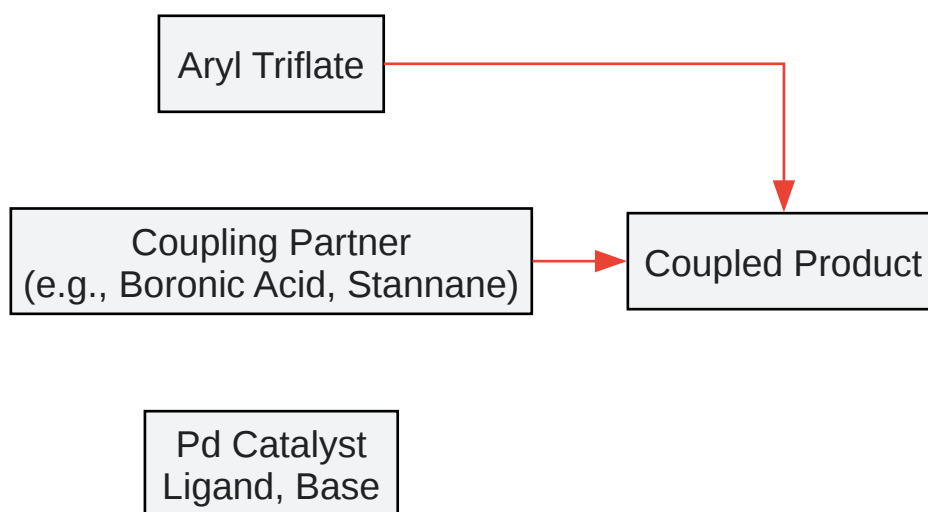 Aryl Triflate
Coupling Partner
(e.g., Boronic Acid, Stannane)
Coupled Product
Pd Catalyst
Ligand, Base